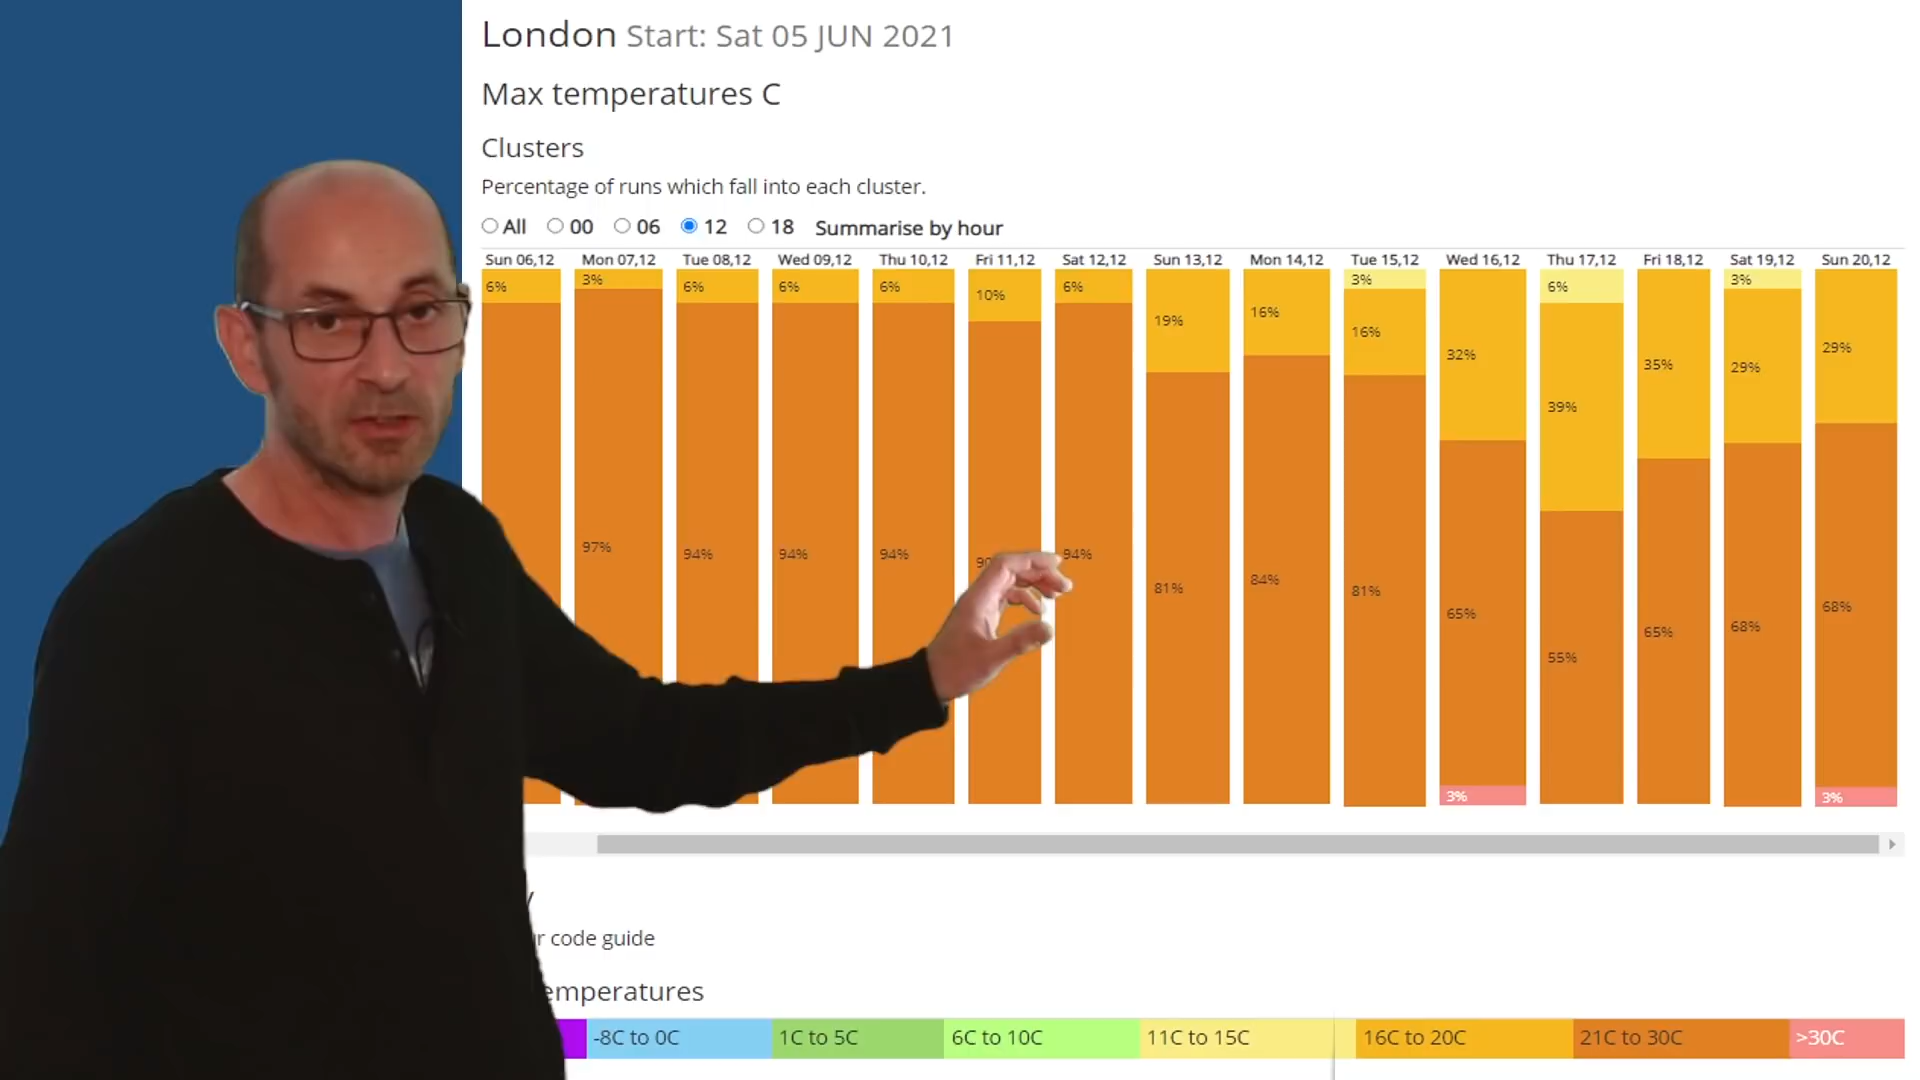 London Start: Sat 05 JUN 2021
Max temperatures C
Clusters
Percentage of runs which fall into each cluster.
All 00 06 12 18 Summarise by hour
Sun 06,12 Mon 07,12 Tue 08,12 Wed 09,12 Thu 10,12 Fri 11,12 Sat 12,12 Sun 13,12 Mon 14,12 Tue 15,12 Wed 16,12 Thu 17,12 Fri 18,12 Sat 19,12 Sun 20,12
6% 3% 6% 6% 6% 10% 6% 19% 16% 3% 32% 6% 35% 3% 29%
16% 39% 29%
97% 94% 94% 94% 90 94% 81% 84% 81% 65% 55% 65% 68% 68%
3% 3%
r code guide
emperatures
-8C to 0C 1C to 5C 6C to 10C 11C to 15C 16C to 20C 21C to 30C >30C